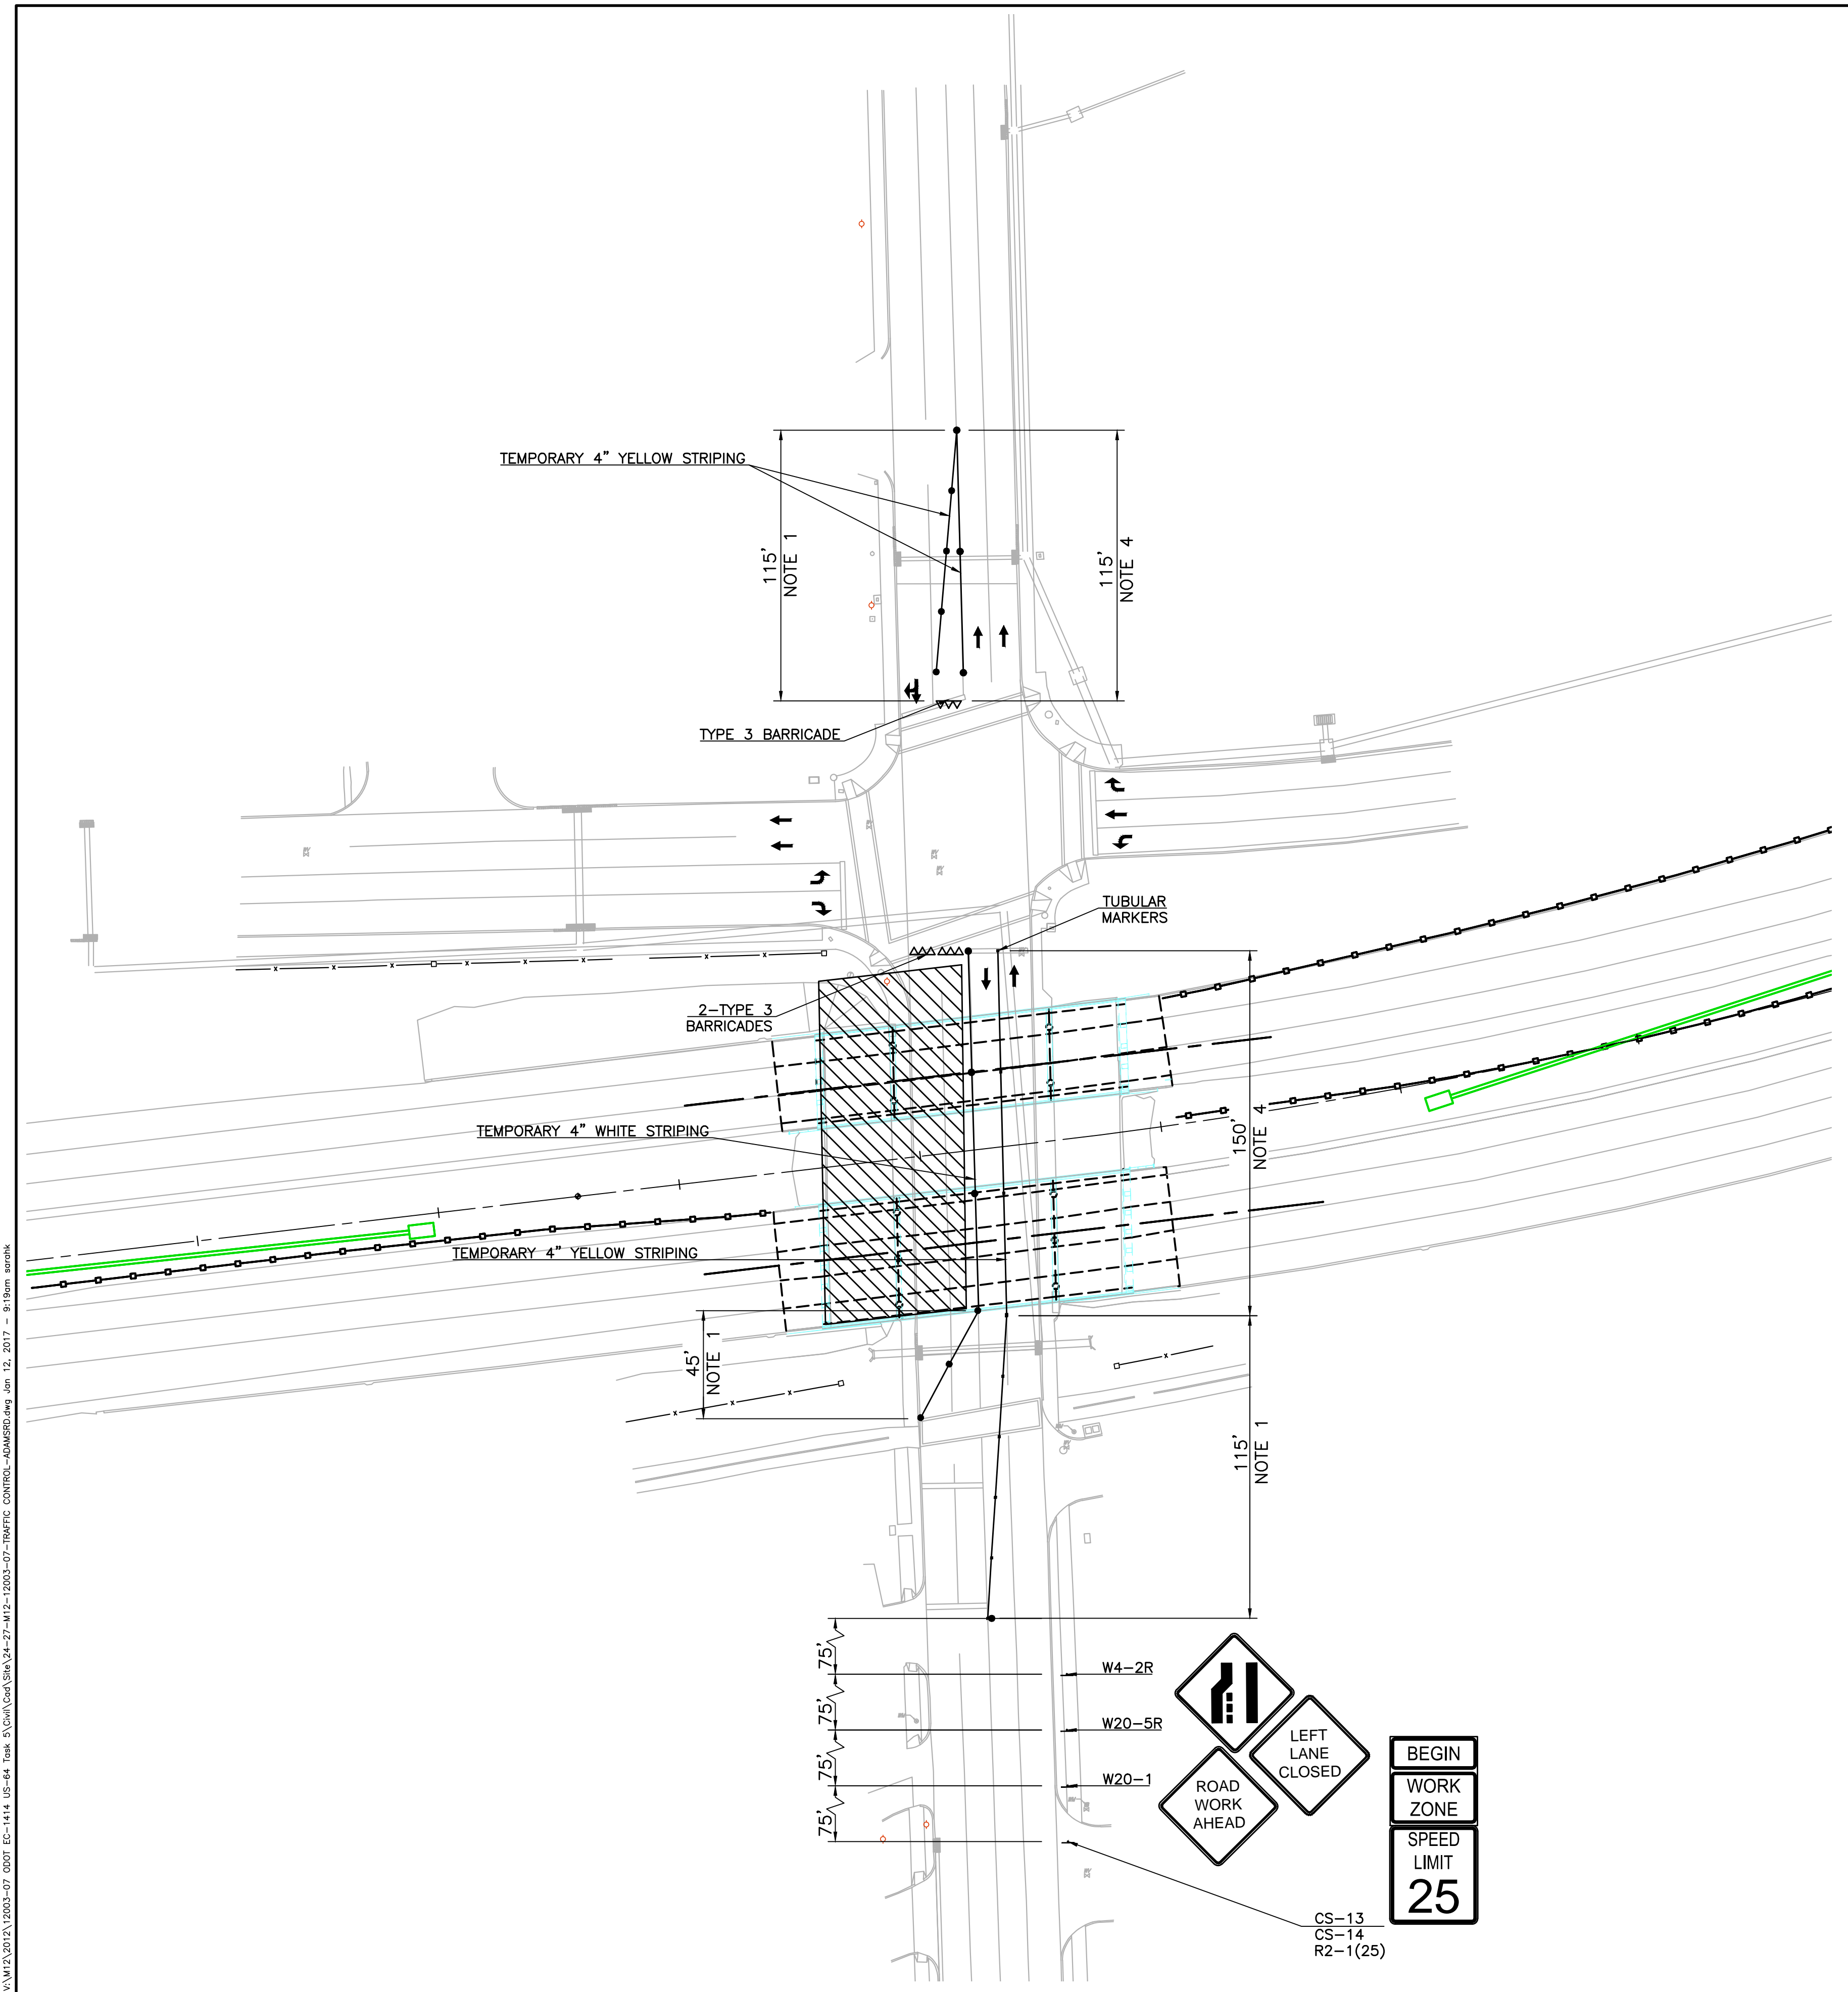 TEMPORARY 4" YELLOW STRIPING
115'
NOTE 1
115'
NOTE 4
TYPE 3 BARRICADE
TUBULAR
MARKERS
2-TYPE 3
BARRICADES
TEMPORARY 4" WHITE STRIPING
150'
NOTE 4
TEMPORARY 4" YELLOW STRIPING
45'
NOTE 1
115'
NOTE 1
75'
W4-2R
75'
W20-5R
75'
W20-1
75'
LEFT
LANE
CLOSED
ROAD
WORK
AHEAD
BEGIN
WORK
ZONE
SPEED
LIMIT
25
CS-13
CS-14
R2-1(25)
V:\M12\2012\12003-07 ODOT EC-1414 US-64 Task 5\Civil\Cad\Site\24-27-M12-12003-07-TRAFFIC CONTROL-ADAMSRD.dwg Jan 12, 2017 - 9:19am sarahk